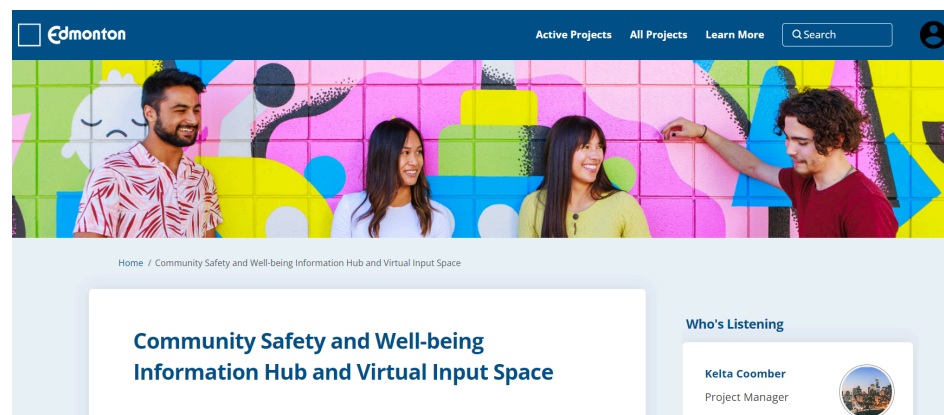 Edmonton
Active Projects All Projects Learn More Search
Home / Community Safety and Well-being Information Hub and Virtual Input Space
Community Safety and Well-being
Information Hub and Virtual Input Space
Who's Listening
Kelta Coomber
Project Manager